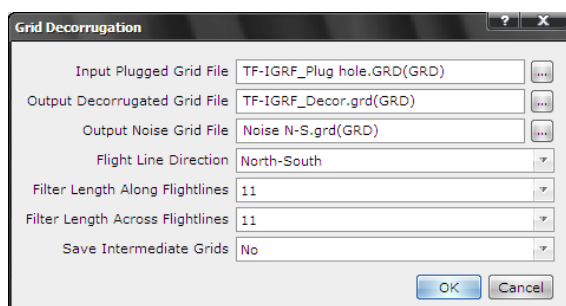 Grid Decorrugation
? X
Input Plugged Grid File TF-IGRF_Plug hole.GRD(GRD) ...
Output Decorrugated Grid File TF-IGRF_Decor.grd(GRD) ...
Output Noise Grid File Noise N-S.grd(GRD) ...
Flight Line Direction North-South
Filter Length Along Flightlines 11
Filter Length Across Flightlines 11
Save Intermediate Grids No
OK Cancel